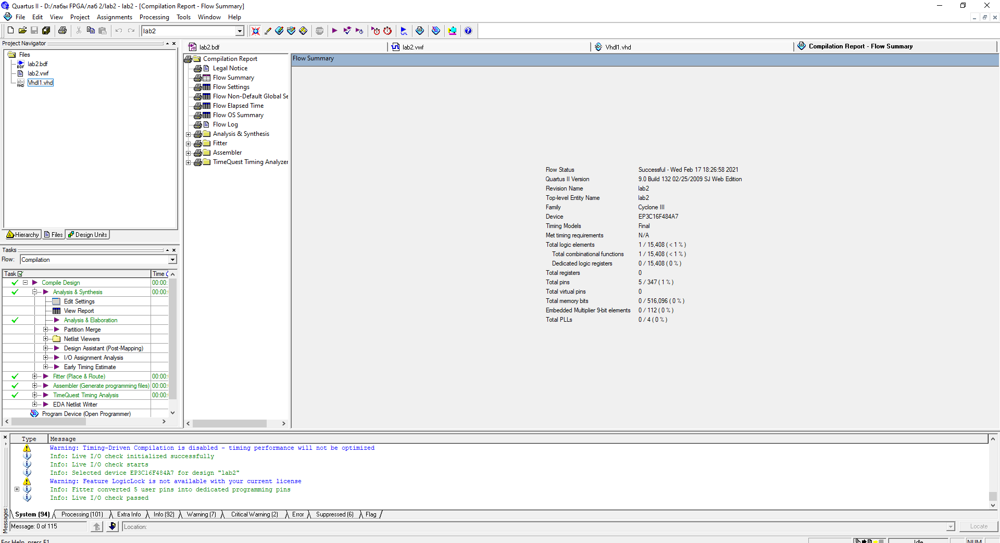 Quartus II - D:/лабы FPGA/лаб 2/lab2 - lab2 - [Compilation Report - Flow Summary]
File Edit View Project Assignments Processing Tools Window Help
lab2
Project Navigator
Files
lab2.bdf
lab2.vwf
Vhdl1.vhd
Hierarchy Files Design Units
Tasks
Flow: Compilation
Task Time
Compile Design 00:00:
Analysis & Synthesis 00:00:
Edit Settings
View Report
Analysis & Elaboration
Partition Merge
Netlist Viewers
Design Assistant (Post-Mapping)
I/O Assignment Analysis
Early Timing Estimate
Fitter (Place & Route) 00:00:
Assembler (Generate programming files) 00:00:
TimeQuest Timing Analysis 00:00:
EDA Netlist Writer
Program Device (Open Programmer)
lab2.bdf lab2.vwf Vhdl1.vhd Compilation Report - Flow Summary
Compilation Report
Legal Notice
Flow Summary
Flow Settings
Flow Non-Default Global Se
Flow Elapsed Time
Flow OS Summary
Flow Log
Analysis & Synthesis
Fitter
Assembler
TimeQuest Timing Analyzer
Flow Summary
Flow Status Successful - Wed Feb 17 18:26:58 2021
Quartus II Version 9.0 Build 132 02/25/2009 SJ Web Edition
Revision Name lab2
Top-level Entity Name lab2
Family Cyclone III
Device EP3C16F484A7
Timing Models Final
Met timing requirements N/A
Total logic elements 1 / 15,408 ( < 1 % )
Total combinational functions 1 / 15,408 ( < 1 % )
Dedicated logic registers 0 / 15,408 ( 0 % )
Total registers 0
Total pins 5 / 347 ( 1 % )
Total virtual pins 0
Total memory bits 0 / 516,096 ( 0 % )
Embedded Multiplier 9-bit elements 0 / 112 ( 0 % )
Total PLLs 0 / 4 ( 0 % )
Type Message
Warning: Timing-Driven Compilation is disabled - timing performance will not be optimized
Info: Live I/O check initialized successfully
Info: Live I/O check starts
Info: Selected device EP3C16F484A7 for design "lab2"
Warning: Feature LogicLock is not available with your current license
Info: Fitter converted 5 user pins into dedicated programming pins
Info: Live I/O check passed
System (94) Processing (101) Extra Info Info (92) Warning (7) Critical Warning (2) Error Suppressed (6) Flag
Messages
Message: 0 of 115 Location: Locate
For Help, press F1 Idle NUM